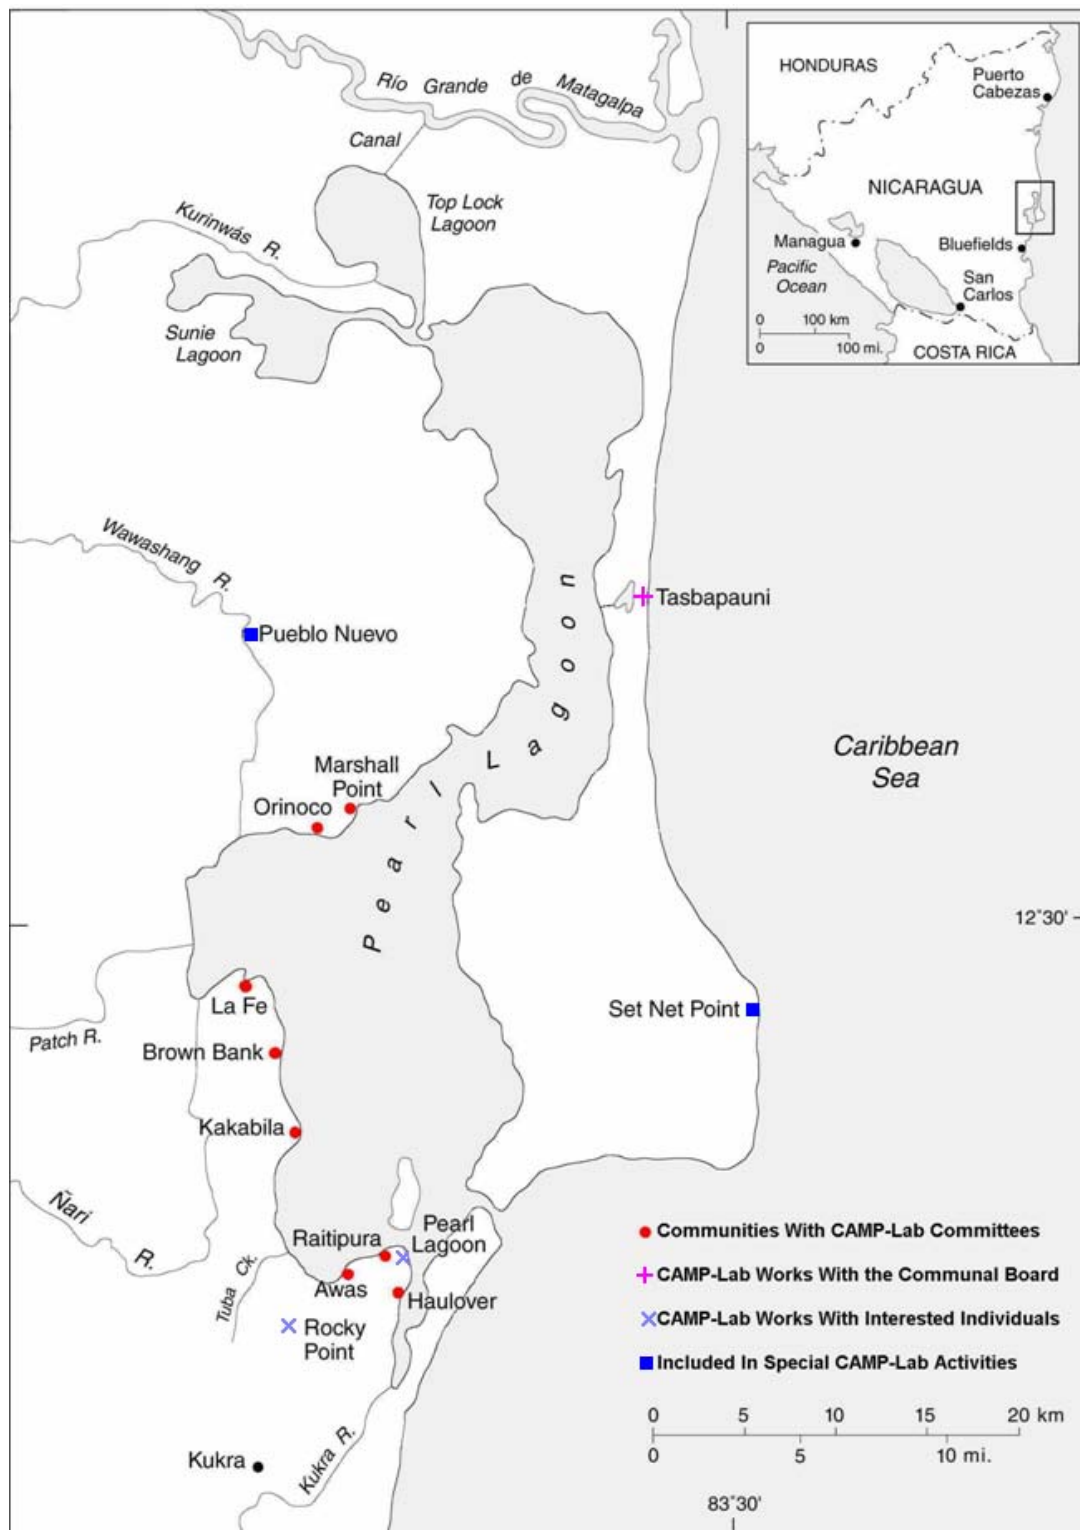 Río Grande de Matagalpa
Canal
Top Lock
Lagoon
Kurinwás R.
Sunie
Lagoon
HONDURAS
Puerto
Cabezas
NICARAGUA
Managua
Bluefields
Pacific
Ocean
San
Carlos
0 100 km
0 100 mi.
COSTA RICA
Wawashang R.
Tasbapauni
Pueblo Nuevo
Pearl Lagoon
Caribbean
Sea
Marshall
Point
Orinoco
12°30'
La Fe
Set Net Point
Patch R.
Brown Bank
Kakabila
Ñari R.
Raitipura
Pearl
Lagoon
Tuba Ck.
Awas
Haulover
Rocky
Point
Communities With CAMP-Lab Committees
CAMP-Lab Works With the Communal Board
CAMP-Lab Works With Interested Individuals
Included In Special CAMP-Lab Activities
0 5 10 15 20 km
0 5 10 mi.
Kukra
Kukra R.
83°30'